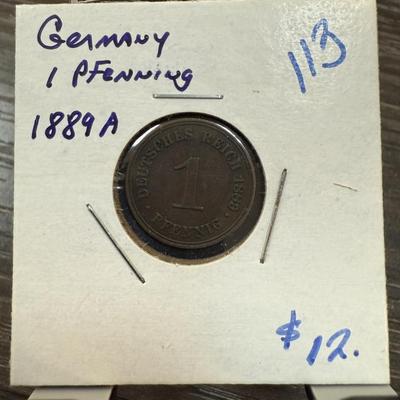 Germany
113
1 Pfenning
1889 A
DEUTSCHES REICH 1889
1
PFENNIG
$12.